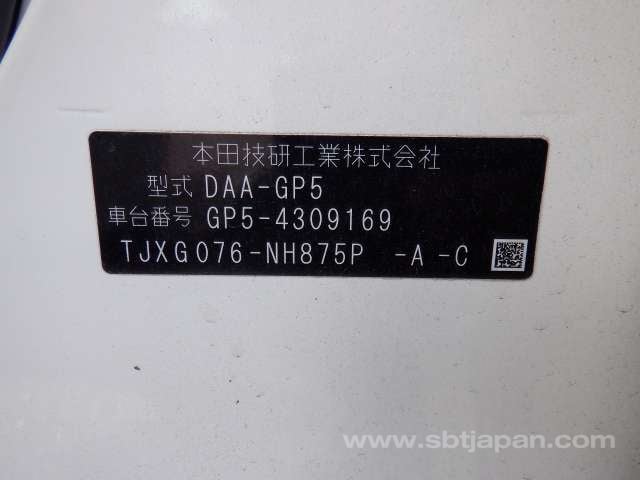 本田技研工業株式会社
型式 DAA-GP5
車台番号 GP5-4309169
TJXG076-NH875P -A -C
www.sbtjapan.com